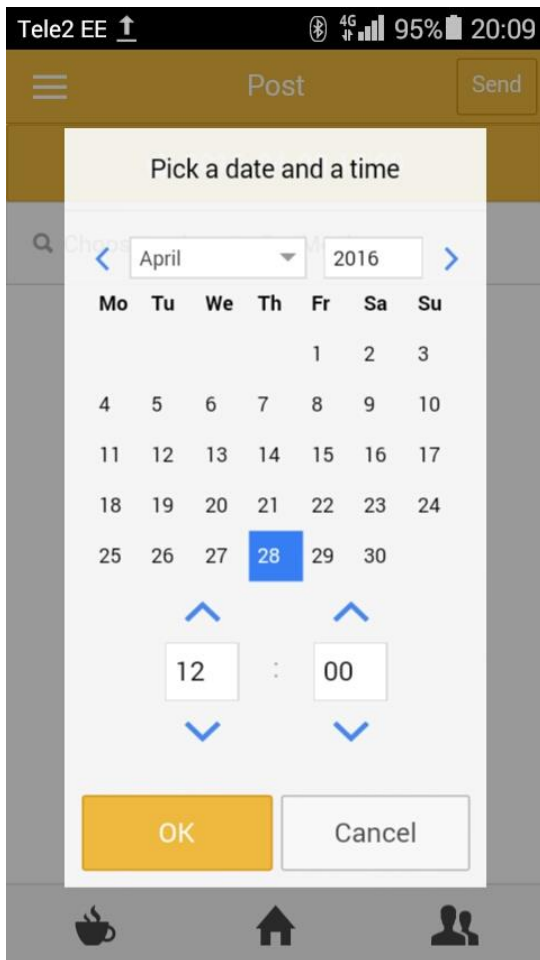 Tele2 EE 4G 95% 20:09
Post Send
Pick a date and a time
April 2016
Mo Tu We Th Fr Sa Su
1 2 3
4 5 6 7 8 9 10
11 12 13 14 15 16 17
18 19 20 21 22 23 24
25 26 27 28 29 30
12 : 00
OK Cancel